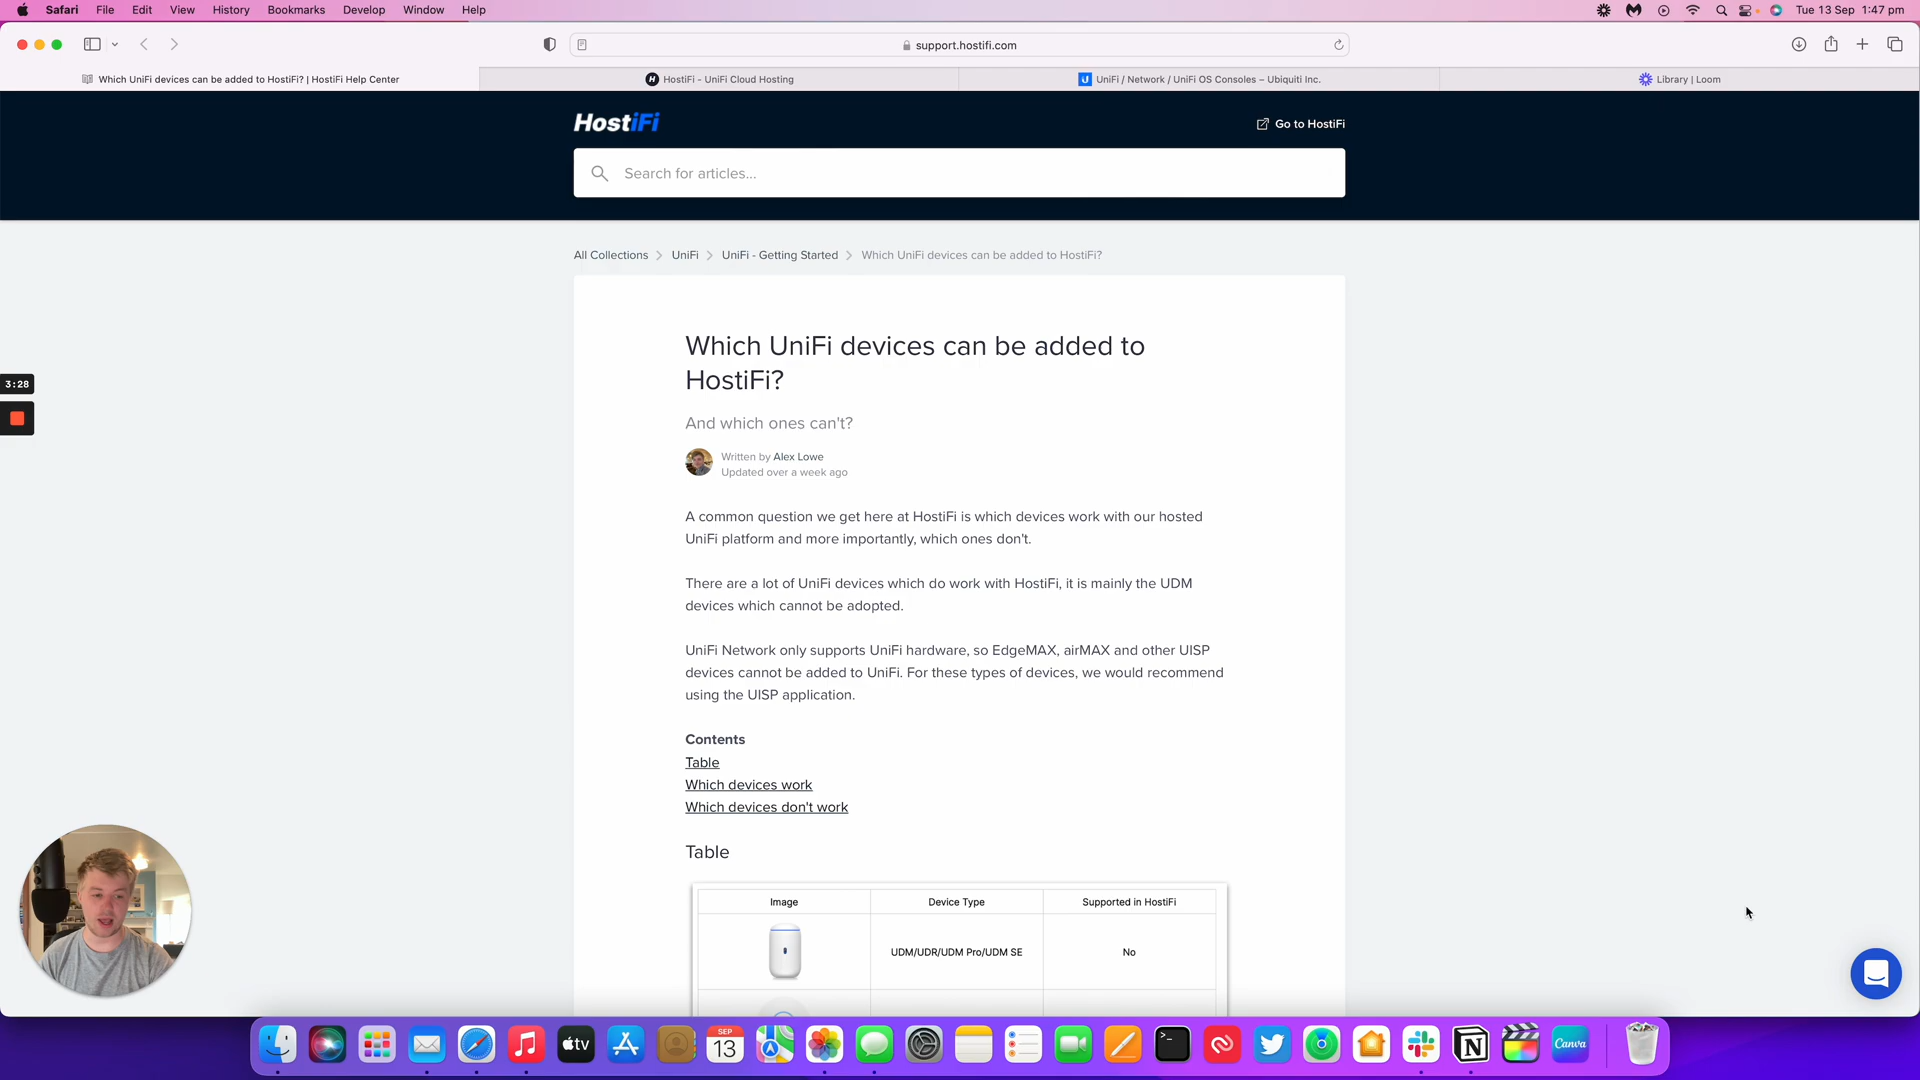 Safari File Edit View History Bookmarks Develop Window Help Tue 13 Sep 1:47 pm
support.hostifi.com
Which UniFi devices can be added to HostiFi? | HostiFi Help Center
HostiFi - UniFi Cloud Hosting
UniFi / Network / UniFi OS Consoles – Ubiquiti Inc.
Library | Loom
HostiFi
Go to HostiFi
Search for articles...
All Collections UniFi UniFi - Getting Started Which UniFi devices can be added to HostiFi?
Which UniFi devices can be added to
HostiFi?
And which ones can't?
Written by Alex Lowe
Updated over a week ago
3:28
A common question we get here at HostiFi is which devices work with our hosted
UniFi platform and more importantly, which ones don't.
There are a lot of UniFi devices which do work with HostiFi, it is mainly the UDM
devices which cannot be adopted.
UniFi Network only supports UniFi hardware, so EdgeMAX, airMAX and other UISP
devices cannot be added to UniFi. For these types of devices, we would recommend
using the UISP application.
Contents
Table
Which devices work
Which devices don't work
Table
Image Device Type Supported in HostiFi
UDM/UDR/UDM Pro/UDM SE No
tv
SEP
13
Canva